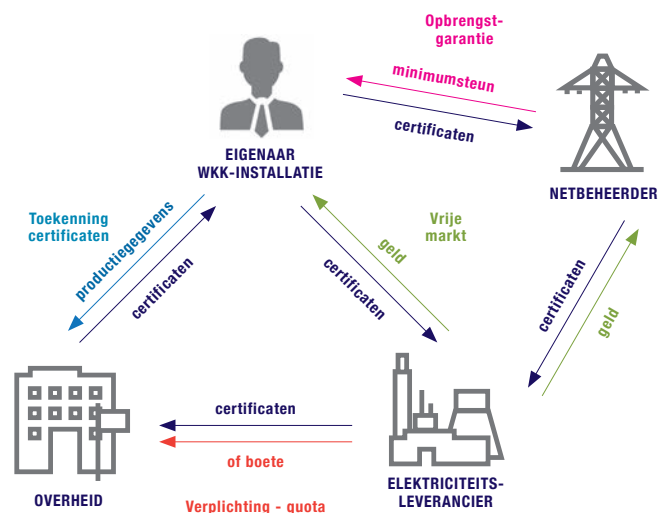 Opbrengst-
garantie
minimumsteun
certificaten
EIGENAAR
WKK-INSTALLATIE
NETBEHEERDER
Toekenning
certificaten
productiegegevens
certificaten
Vrije
markt
geld
certificaten
certificaten
geld
certificaten
of boete
OVERHEID
Verplichting - quota
ELEKTRICITEITS-
LEVERANCIER